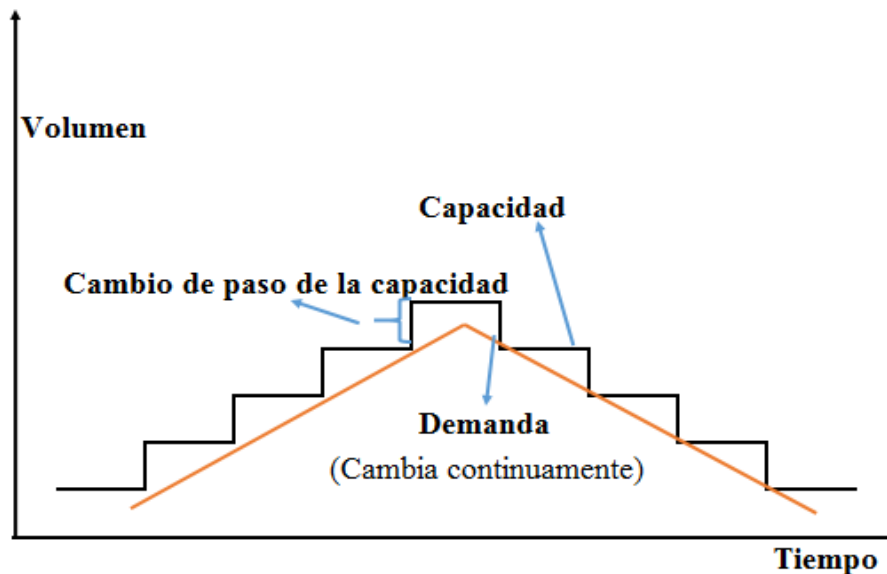 Volumen
Capacidad
Cambio de paso de la capacidad
Demanda
(Cambia continuamente)
Tiempo